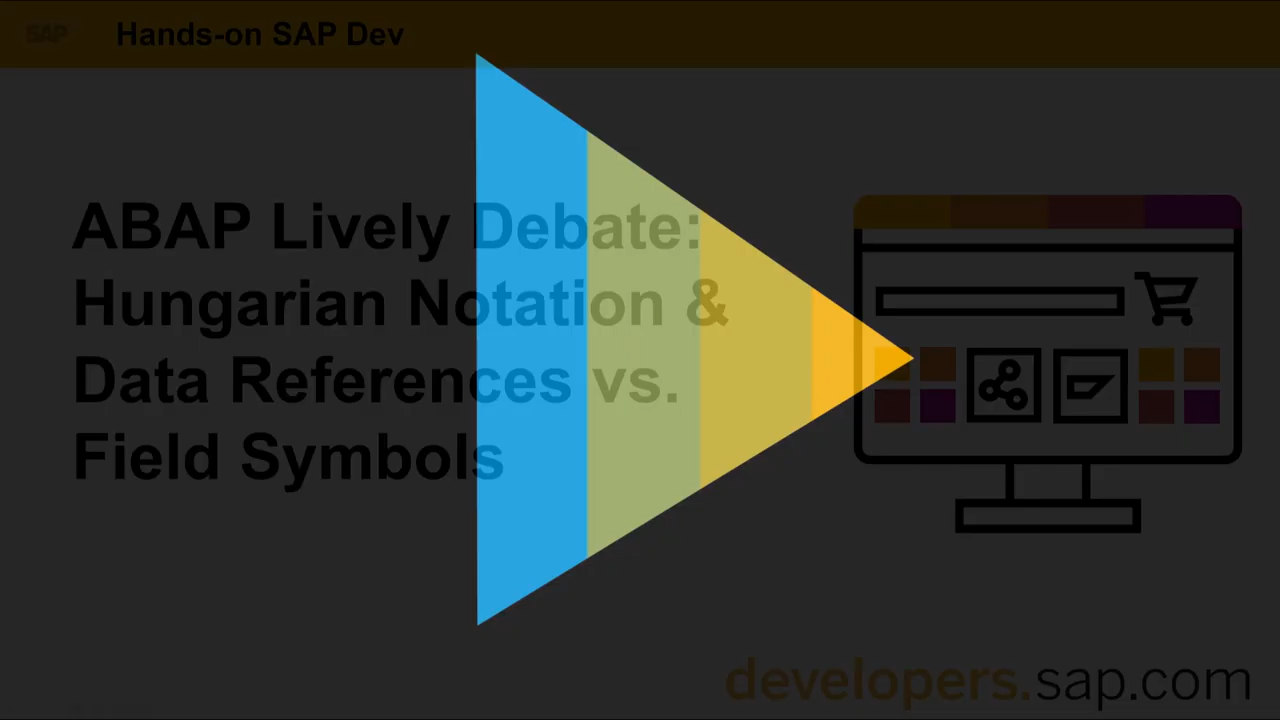 SAP
Hands-on SAP Dev
ABAP Lively Debate:
Hungarian Notation &
Data References vs.
Field Symbols
developers.sap.com